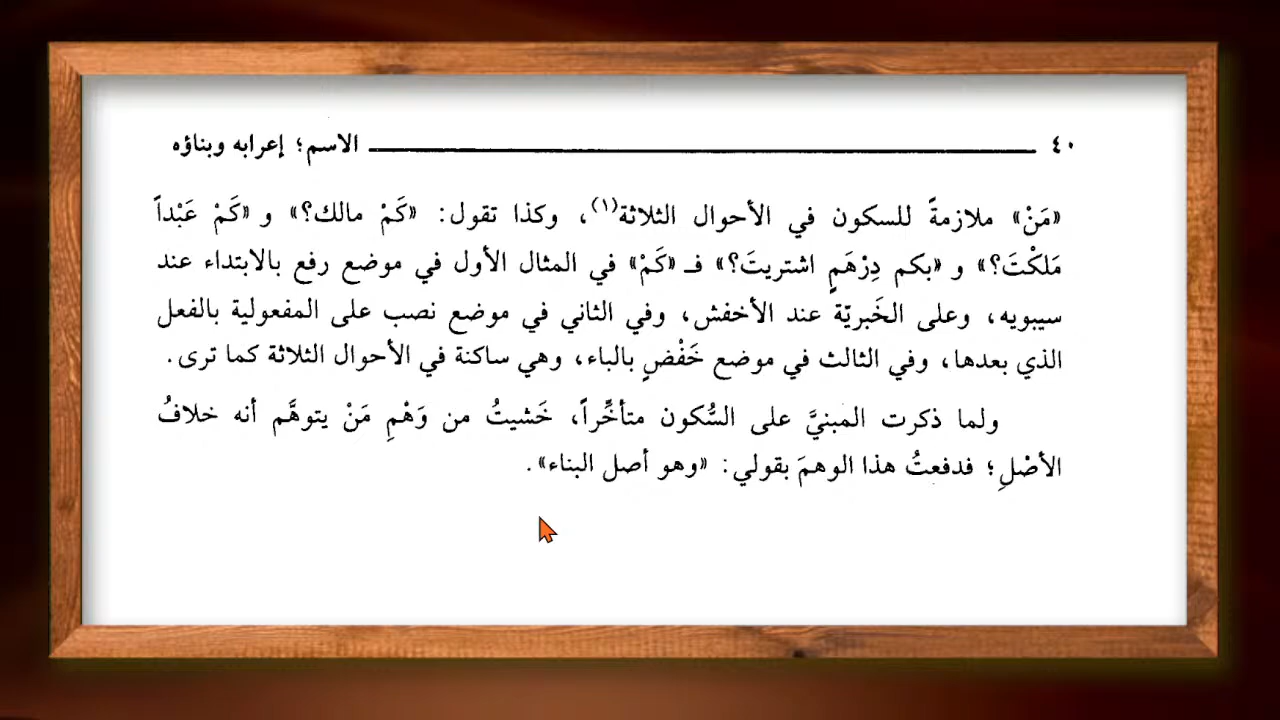 ٤٠ ــــــــــــــــــــ الاسم؛ إعرابه وبناؤه
«مَنْ» ملازمةً للسكون في الأحوال الثلاثة(١)، وكذا تقول: «كَمْ مالك؟» و «كَمْ عَبْداً
مَلكْتَ؟» و «بكم دِرْهَمٍ اشتريتَ؟» فـ «كَمْ» في المثال الأول في موضع رفع بالابتداء عند
سيبويه، وعلى الخَبريّة عند الأخفش، وفي الثاني في موضع نصب على المفعولية بالفعل
الذي بعدها، وفي الثالث في موضع خَفْضٍ بالباء، وهي ساكنة في الأحوال الثلاثة كما ترى.
ولما ذكرت المبنيَّ على السُّكون متأخِّراً، خَشيتُ من وَهْمِ مَنْ يتوهَّم أنه خلافُ
الأصْلِ؛ فدفعتُ هذا الوهمَ بقولي: «وهو أصل البناء».